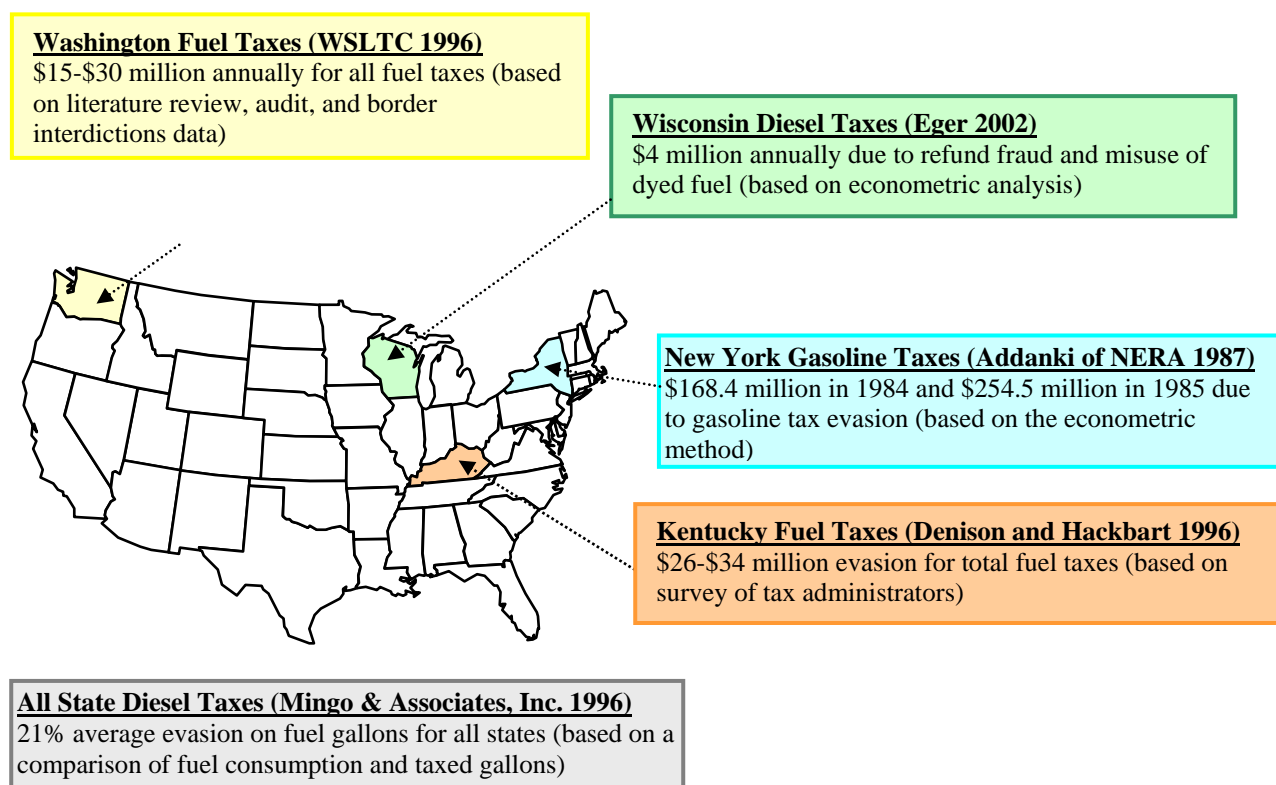 Washington Fuel Taxes (WSLTC 1996)
$15-$30 million annually for all fuel taxes (based
on literature review, audit, and border
interdictions data)
Wisconsin Diesel Taxes (Eger 2002)
$4 million annually due to refund fraud and misuse of
dyed fuel (based on econometric analysis)
New York Gasoline Taxes (Addanki of NERA 1987)
$168.4 million in 1984 and $254.5 million in 1985 due
to gasoline tax evasion (based on the econometric
method)
Kentucky Fuel Taxes (Denison and Hackbart 1996)
$26-$34 million evasion for total fuel taxes (based on
survey of tax administrators)
All State Diesel Taxes (Mingo & Associates, Inc. 1996)
21% average evasion on fuel gallons for all states (based on a
comparison of fuel consumption and taxed gallons)